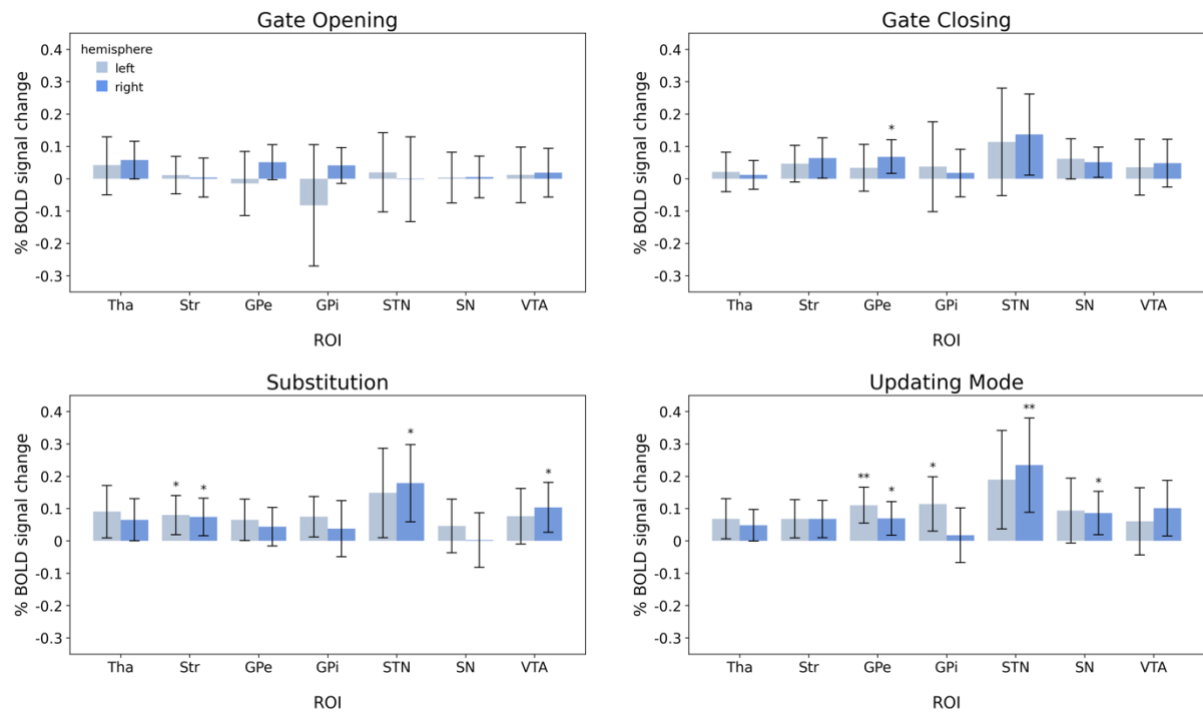 Gate Opening
% BOLD signal change
0.4
0.3
0.2
0.1
0
-0.1
-0.2
-0.3
hemisphere
left
right
Tha Str GPe GPi STN SN VTA
ROI
Gate Closing
% BOLD signal change
0.4
0.3
0.2
0.1
0
-0.1
-0.2
-0.3
*
Tha Str GPe GPi STN SN VTA
ROI
Substitution
% BOLD signal change
0.4
0.3
0.2
0.1
0
-0.1
-0.2
-0.3
* * * *
Tha Str GPe GPi STN SN VTA
ROI
Updating Mode
% BOLD signal change
0.4
0.3
0.2
0.1
0
-0.1
-0.2
-0.3
** * * ** *
Tha Str GPe GPi STN SN VTA
ROI